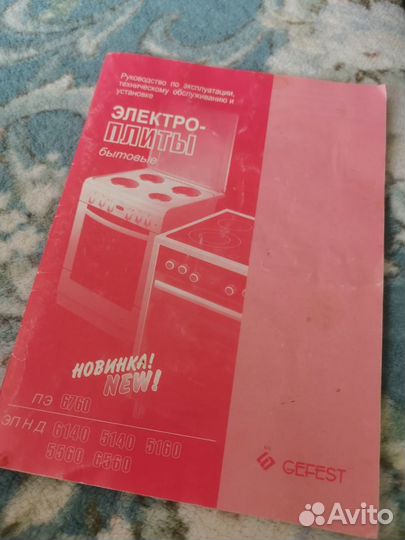 Руководство по эксплуатации,
техническому обслуживанию и
установке
ЭЛЕКТРО-
ПЛИТЫ
бытовые
НОВИНКА!
NEW!
ПЭ 6760
ЭПНД 6140 5140 5160
5560 6560
GEFEST
Avito